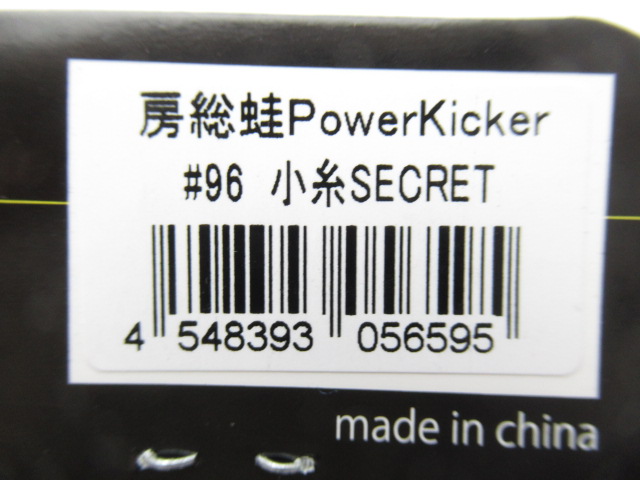 房総蛙PowerKicker
#96 小糸SECRET
4 548393 056595
made in china